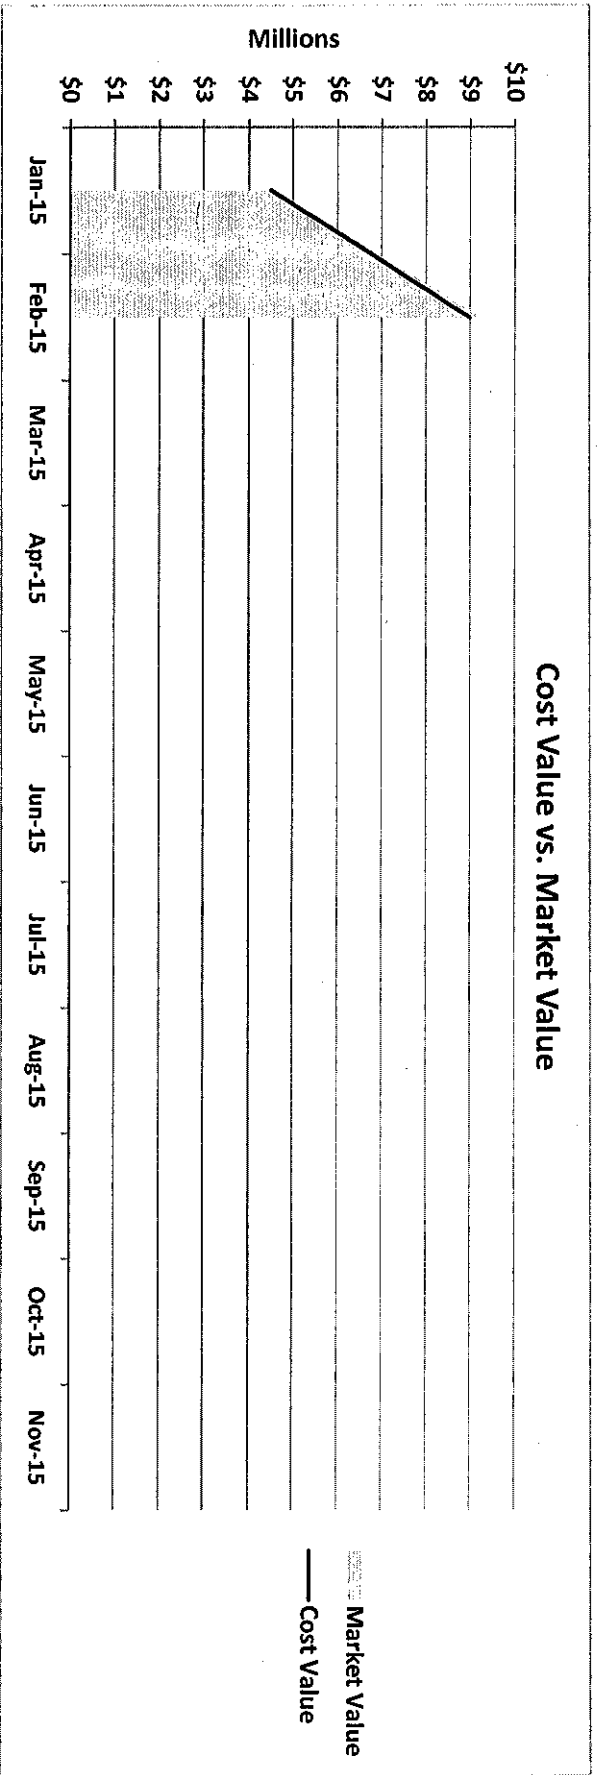 Cost Value vs. Market Value
Millions
$10
$9
$8
$7
$6
$5
$4
$3
$2
$1
$0
Jan-15 Feb-15 Mar-15 Apr-15 May-15 Jun-15 Jul-15 Aug-15 Sep-15 Oct-15 Nov-15
Market Value
Cost Value